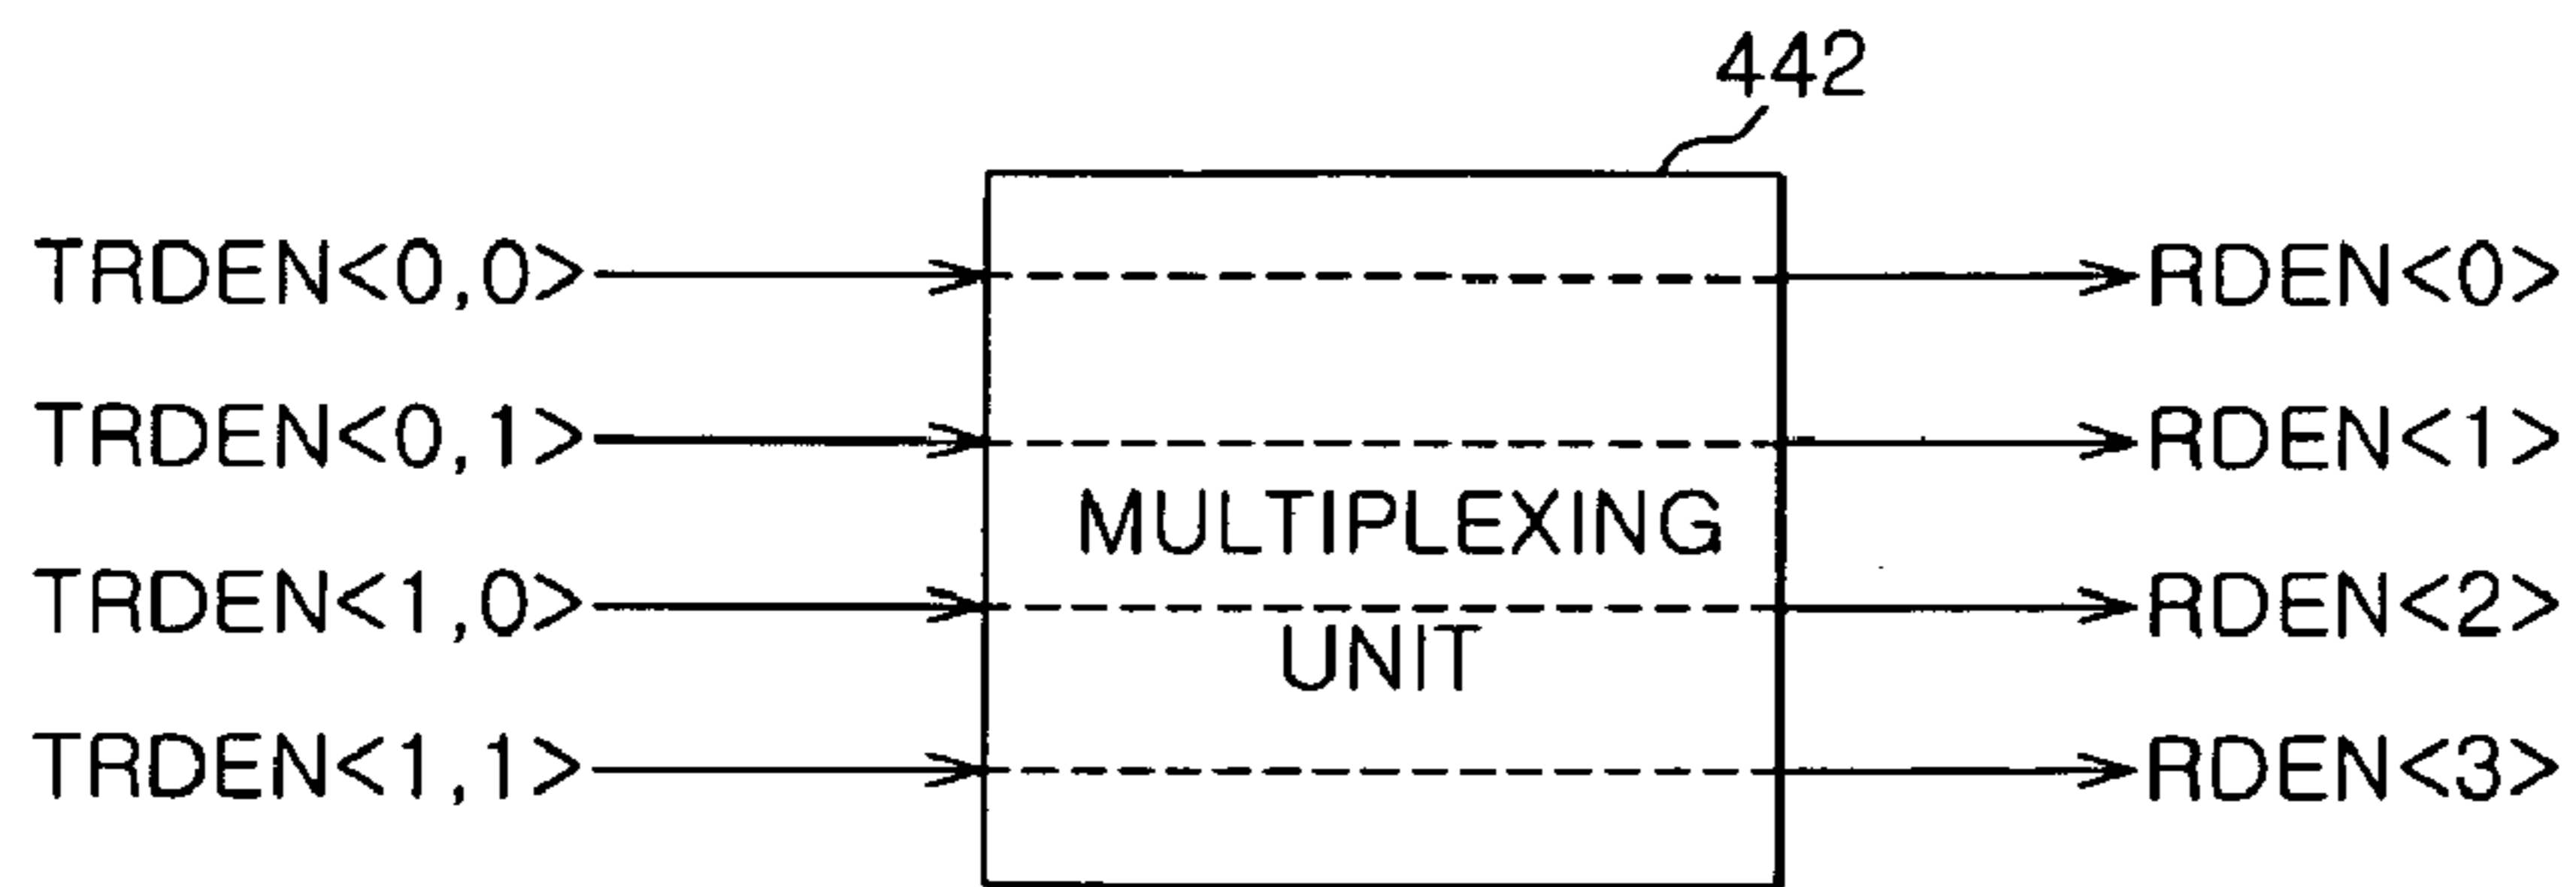 442
TRDEN<0,0> RDEN<0>
TRDEN<0,1> RDEN<1>
MULTIPLEXING
TRDEN<1,0> RDEN<2>
UNIT
TRDEN<1,1> RDEN<3>